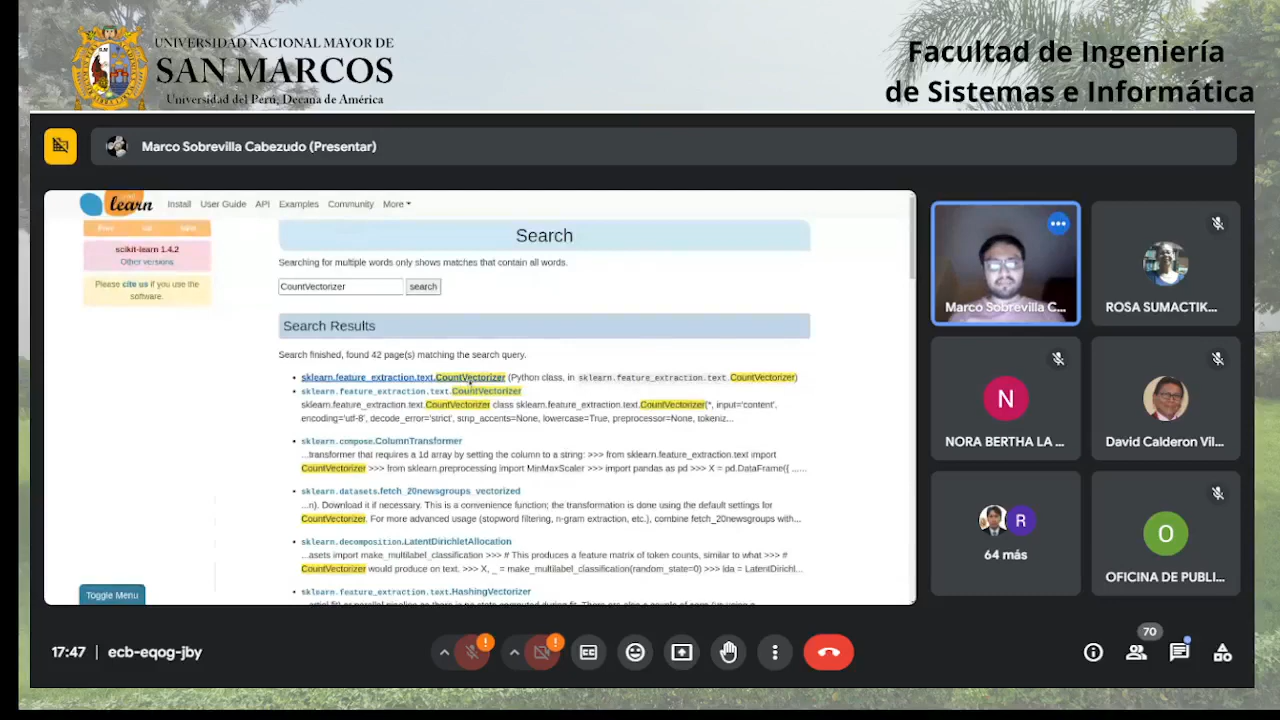 UNIVERSIDAD NACIONAL MAYOR DE
SAN MARCOS
Universidad del Perú, Decana de América
Facultad de Ingeniería
de Sistemas e Informática
Marco Sobrevilla Cabezudo (Presentar)
learn
Install User Guide API Examples Community More
Prev Up Next
scikit-learn 1.4.2
Other versions
Please cite us if you use the
software.
Search
Searching for multiple words only shows matches that contain all words.
CountVectorizer search
Search Results
Search finished, found 42 page(s) matching the search query.
sklearn.feature_extraction.text.CountVectorizer (Python class, in sklearn.feature_extraction.text.CountVectorizer)
sklearn.feature_extraction.text.CountVectorizer
sklearn.feature_extraction.text.CountVectorizer class sklearn.feature_extraction.text.CountVectorizer(*, input='content',
encoding='utf-8', decode_error='strict', strip_accents=None, lowercase=True, preprocessor=None, tokeniz...
sklearn.compose.ColumnTransformer
...transformer that requires a 1d array by setting the column to a string: >>> from sklearn.feature_extraction.text import
CountVectorizer >>> from sklearn.preprocessing import MinMaxScaler >>> import pandas as pd >>> X = pd.DataFrame({ ......
sklearn.datasets.fetch_20newsgroups_vectorized
...n). Download it if necessary. This is a convenience function; the transformation is done using the default settings for
CountVectorizer. For more advanced usage (stopword filtering, n-gram extraction, etc.), combine fetch_20newsgroups with...
sklearn.decomposition.LatentDirichletAllocation
...asets import make_multilabel_classification >>> # This produces a feature matrix of token counts, similar to what >>> #
CountVectorizer would produce on text. >>> X, _ = make_multilabel_classification(random_state=0) >>> lda = LatentDirichl...
sklearn.feature_extraction.text.HashingVectorizer
Toggle Menu
Marco Sobrevilla C...
ROSA SUMACTIK...
N
NORA BERTHA LA ...
David Calderon Vil...
R
64 más
O
OFICINA DE PUBLI...
17:47 | ecb-eqog-jby
70